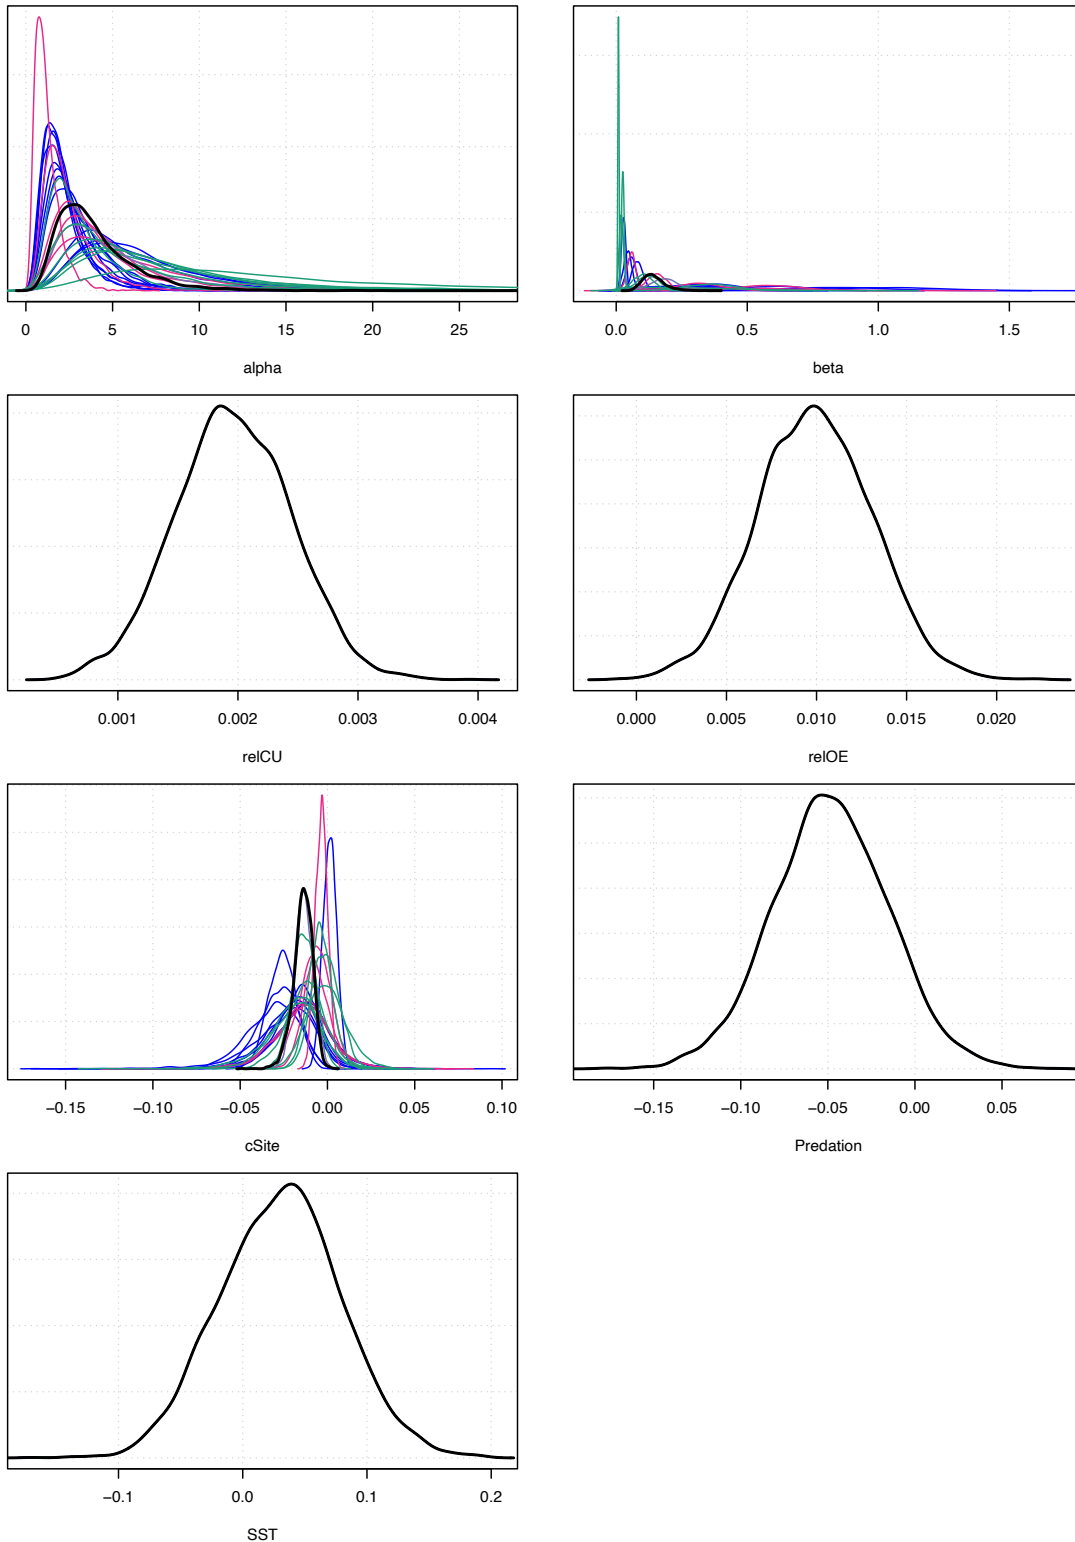 0 5 10 15 20 25
alpha
0.0 0.5 1.0 1.5
beta
0.001 0.002 0.003 0.004
relCU
0.000 0.005 0.010 0.015 0.020
relOE
−0.15 −0.10 −0.05 0.00 0.05 0.10
cSite
−0.15 −0.10 −0.05 0.00 0.05
Predation
−0.1 0.0 0.1 0.2
SST